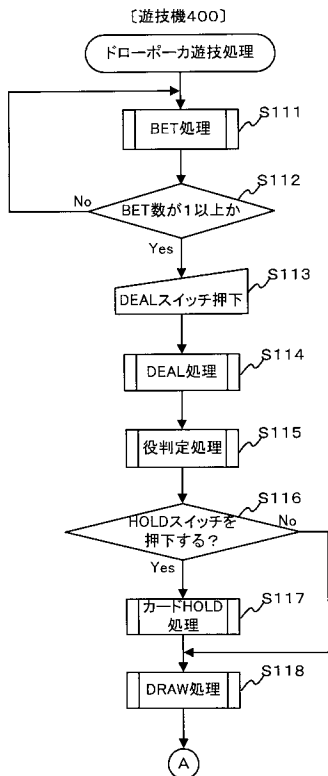 〔遊技機400〕
ドローポーカ遊技処理
BET処理
S111
BET数が1以上か
S112
No
Yes
DEALスイッチ押下
S113
DEAL処理
S114
役判定処理
S115
HOLDスイッチを
押下する？
S116
No
Yes
カードHOLD
処理
S117
DRAW処理
S118
A